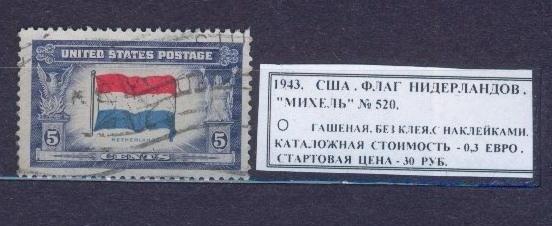 UNITED STATES POSTAGE
5 5
NETHERLANDS
CENTS
1943. США. ФЛАГ НИДЕРЛАНДОВ.
"МИХЕЛЬ" № 520.
О ГАШЕНАЯ. БЕЗ КЛЕЯ. С НАКЛЕЙКАМИ.
КАТАЛОЖНАЯ СТОИМОСТЬ - 0,3 ЕВРО.
СТАРТОВАЯ ЦЕНА - 30 РУБ.